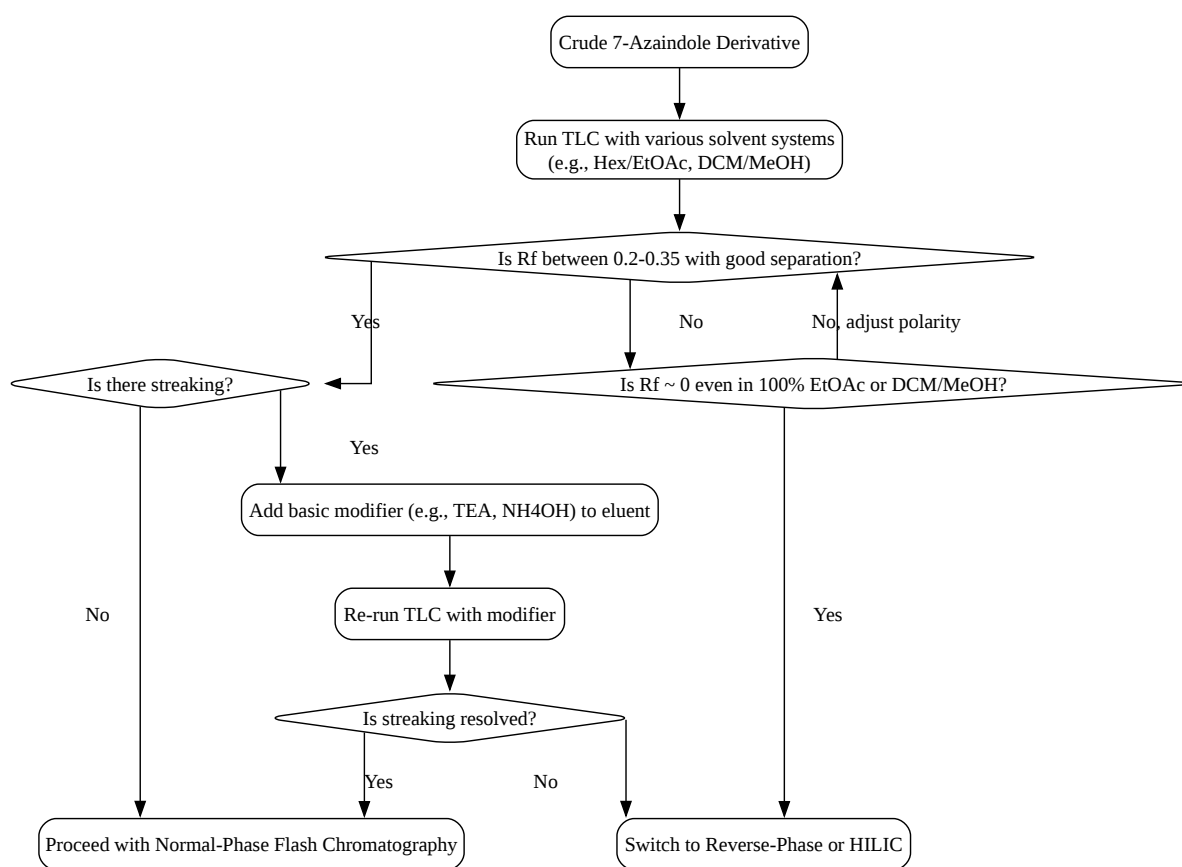 Crude 7-Azaindole Derivative
Run TLC with various solvent systems
(e.g., Hex/EtOAc, DCM/MeOH)
Is Rf between 0.2-0.35 with good separation?
Yes
No
No, adjust polarity
Is there streaking?
Is Rf ~ 0 even in 100% EtOAc or DCM/MeOH?
Yes
Add basic modifier (e.g., TEA, NH4OH) to eluent
No
Re-run TLC with modifier
Yes
Is streaking resolved?
Yes
No
Proceed with Normal-Phase Flash Chromatography
Switch to Reverse-Phase or HILIC